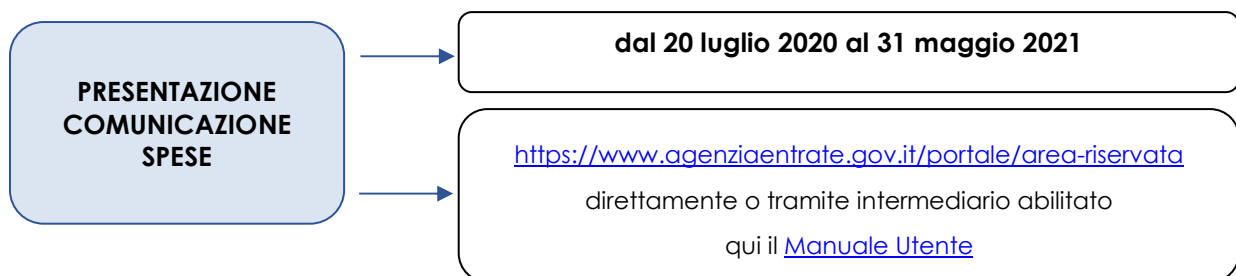 PRESENTAZIONE
COMUNICAZIONE
SPESE
dal 20 luglio 2020 al 31 maggio 2021
https://www.agenziaentrate.gov.it/portale/area-riservata
direttamente o tramite intermediario abilitato
qui il Manuale Utente